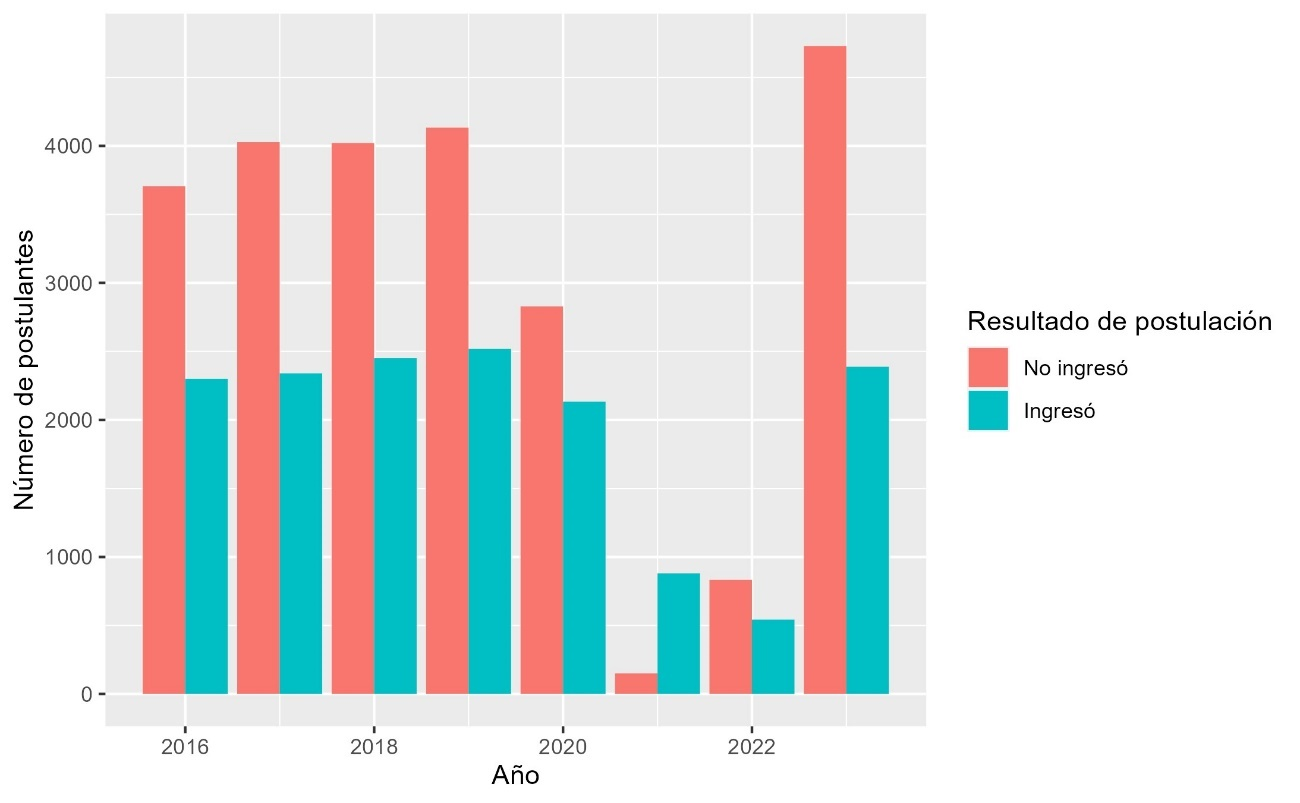 Número de postulantes
4000
3000
2000
1000
0
2016 2018 2020 2022
Año
Resultado de postulación
No ingresó
Ingresó